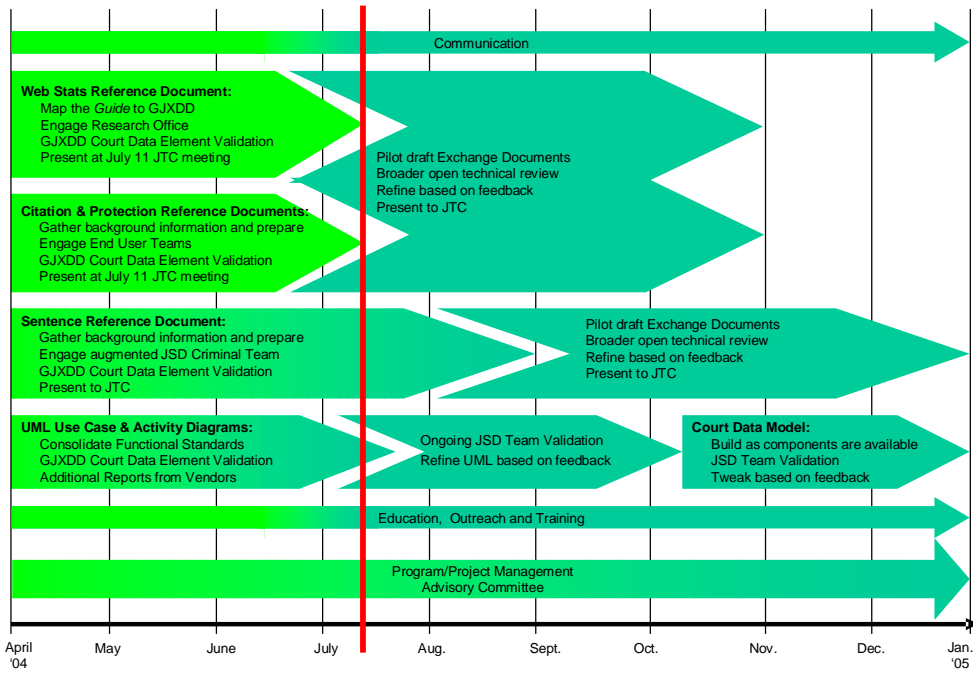 Communication
Web Stats Reference Document:
Map the Guide to GJXDD
Engage Research Office
GJXDD Court Data Element Validation
Present at July 11 JTC meeting
Pilot draft Exchange Documents
Broader open technical review
Refine based on feedback
Present to JTC
Citation & Protection Reference Documents:
Gather background information and prepare
Engage End User Teams
GJXDD Court Data Element Validation
Present at July 11 JTC meeting
Sentence Reference Document:
Gather background information and prepare
Engage augmented JSD Criminal Team
GJXDD Court Data Element Validation
Present to JTC
Pilot draft Exchange Documents
Broader open technical review
Refine based on feedback
Present to JTC
UML Use Case & Activity Diagrams:
Consolidate Functional Standards
GJXDD Court Data Element Validation
Additional Reports from Vendors
Ongoing JSD Team Validation
Refine UML based on feedback
Court Data Model:
Build as components are available
JSD Team Validation
Tweak based on feedback
Education, Outreach and Training
Program/Project Management
Advisory Committee
April May June July Aug. Sept. Oct. Nov. Dec. Jan.
‘04 ‘05